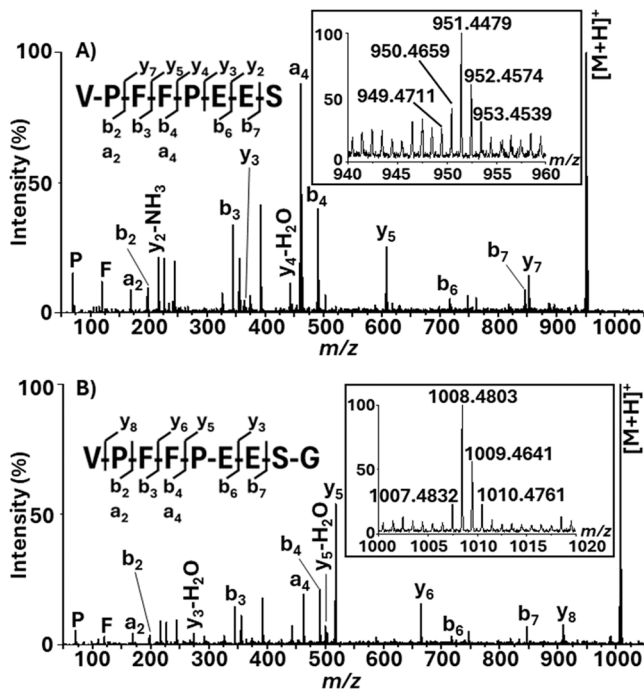 A)
Intensity (%)
100
50
0
y7 y5 y4 y3 y2
V-P-F-F-P-E-E-S
b2 b3 b4 b6 b7
a2 a4
P
F
a2
b2
y2-NH3
b3
y3
y4-H2O
a4
b4
y5
b6
b7
y7
[M+H]+
50 100 200 300 400 500 600 700 800 900 1000
m/z
100
50
0
951.4479
950.4659
952.4574
949.4711
953.4539
m/z
940 945 950 955 960
B)
Intensity (%)
100
50
0
y8 y6 y5 y3
V-P-F-F-P-E-E-S-G
b2 b3 b4 b6 b7
a2 a4
P
F
a2
b2
y3-H2O
b3
b4
a4
y5-H2O
y5
y6
b6
b7
y8
[M+H]+
50 100 200 300 400 500 600 700 800 900 1000
m/z
100
50
0
1008.4803
1009.4641
1007.4832
1010.4761
m/z
1000 1005 1010 1015 1020